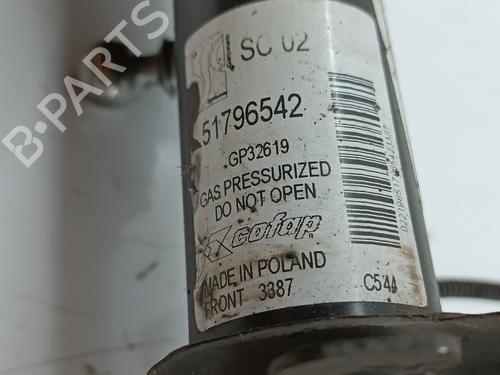 SC 02
51796542
GP32619
GAS PRESSURIZED
DO NOT OPEN
cofap
MADE IN POLAND
FRONT 3387
C544
B-PARTS